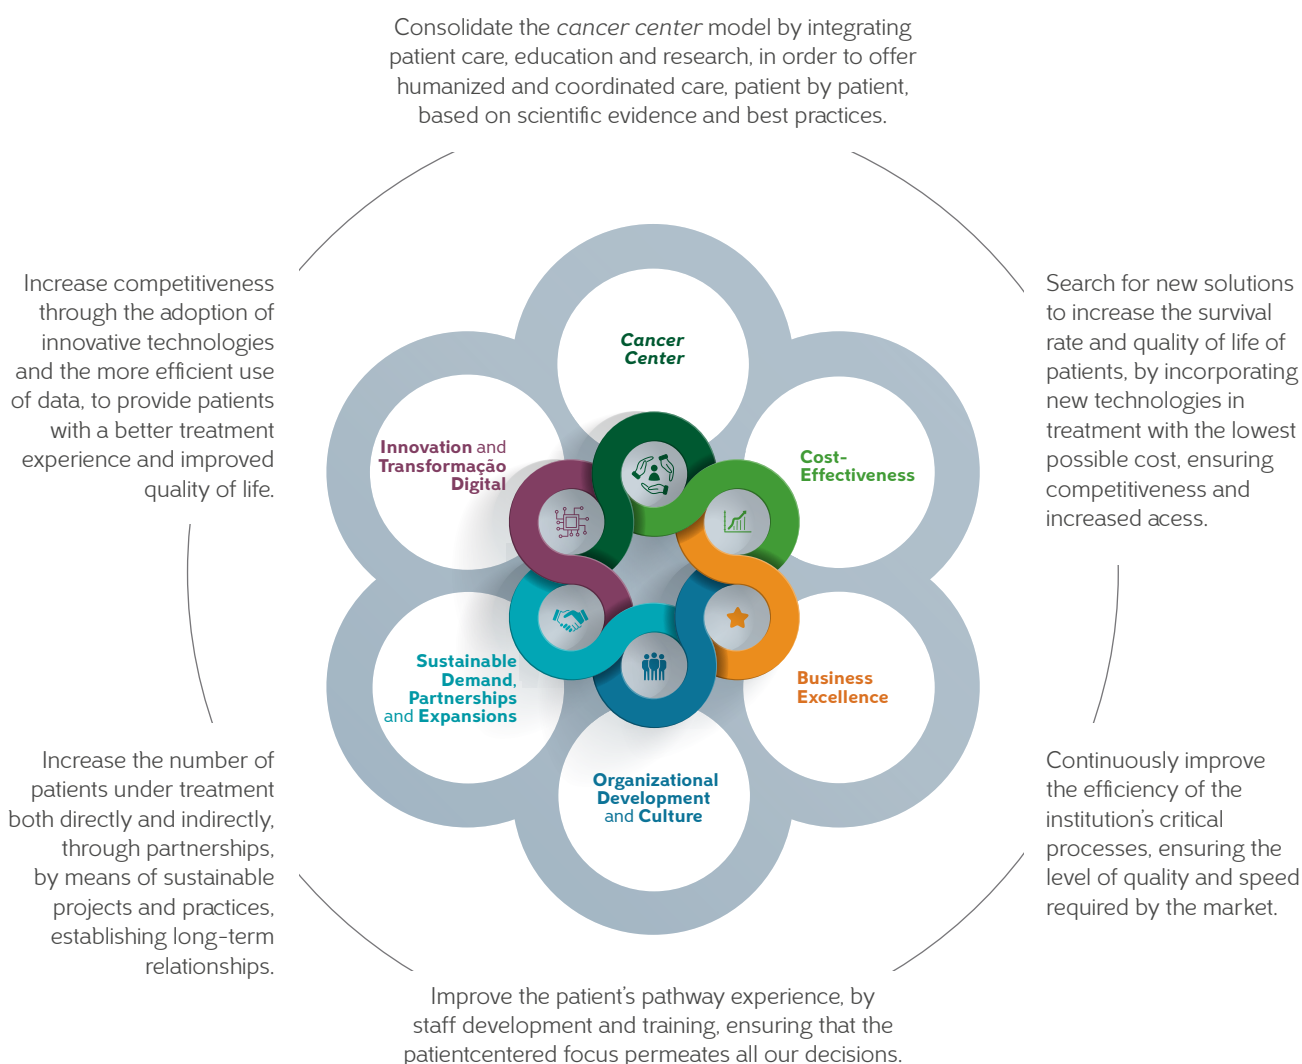 Consolidate the cancer center model by integrating
patient care, education and research, in order to offer
humanized and coordinated care, patient by patient,
based on scientific evidence and best practices.
Increase competitiveness
through the adoption of
innovative technologies
and the more efficient use
of data, to provide patients
with a better treatment
experience and improved
quality of life.
Search for new solutions
to increase the survival
rate and quality of life of
patients, by incorporating
new technologies in
treatment with the lowest
possible cost, ensuring
competitiveness and
increased acess.
Cancer
Center
Innovation and
Transformação
Digital
Cost-
Effectiveness
Sustainable
Demand,
Partnerships
and Expansions
Business
Excellence
Organizational
Development
and Culture
Increase the number of
patients under treatment
both directly and indirectly,
through partnerships,
by means of sustainable
projects and practices,
establishing long-term
relationships.
Continuously improve
the efficiency of the
institution's critical
processes, ensuring the
level of quality and speed
required by the market.
Improve the patient's pathway experience, by
staff development and training, ensuring that the
patientcentered focus permeates all our decisions.